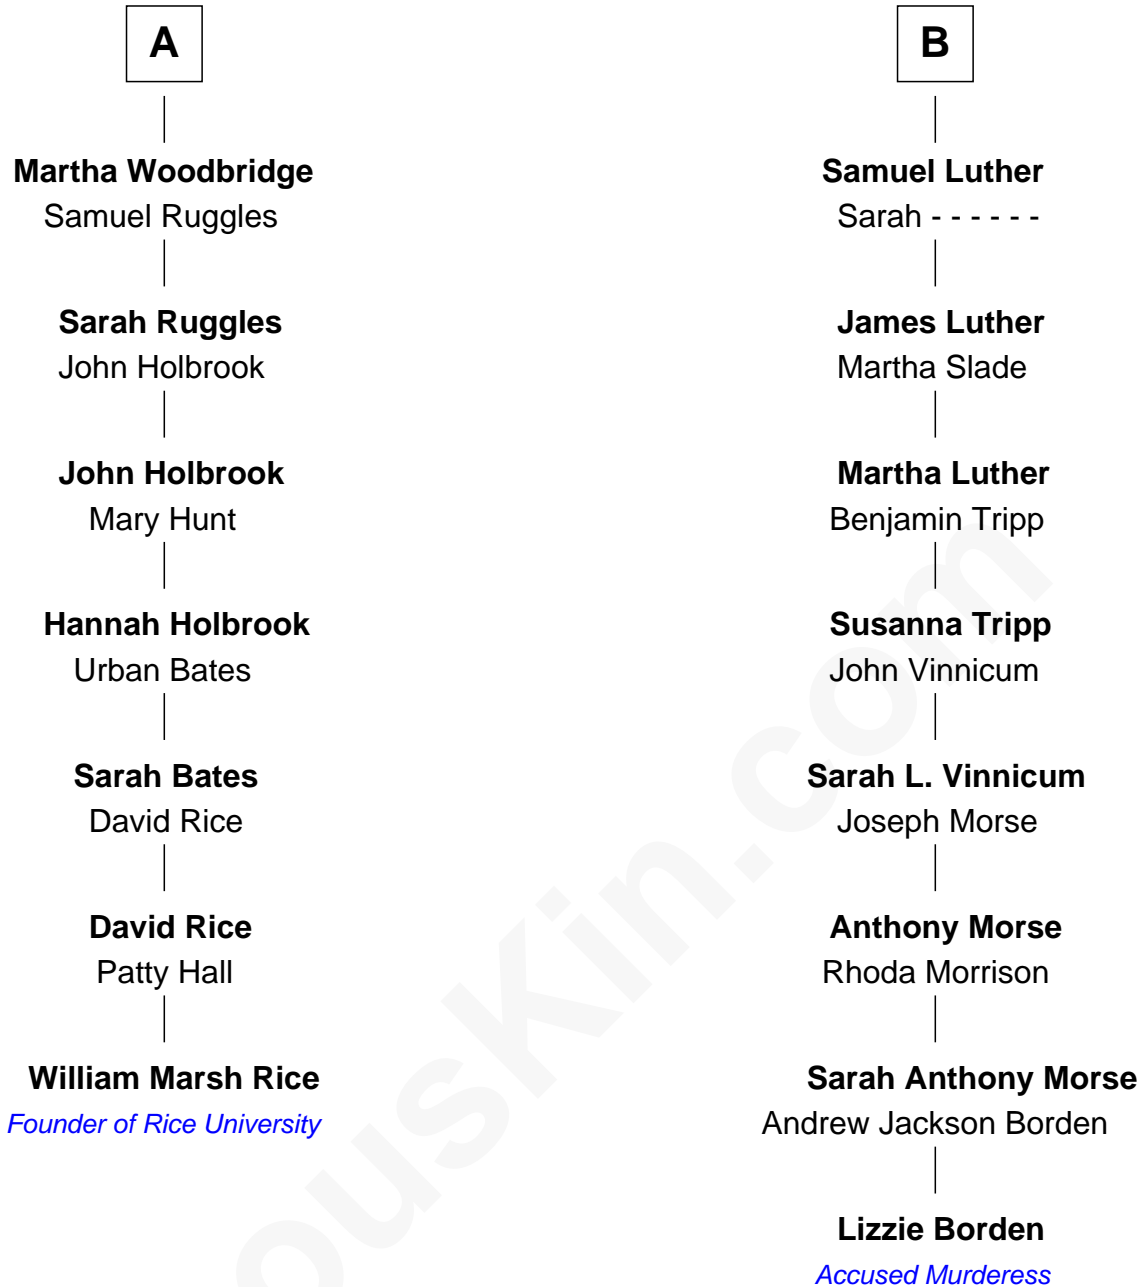 A
Martha Woodbridge
Samuel Ruggles
Sarah Ruggles
John Holbrook
John Holbrook
Mary Hunt
Hannah Holbrook
Urban Bates
Sarah Bates
David Rice
David Rice
Patty Hall
William Marsh Rice
Founder of Rice University
B
Samuel Luther
Sarah - - - - - -
James Luther
Martha Slade
Martha Luther
Benjamin Tripp
Susanna Tripp
John Vinnicum
Sarah L. Vinnicum
Joseph Morse
Anthony Morse
Rhoda Morrison
Sarah Anthony Morse
Andrew Jackson Borden
Lizzie Borden
Accused Murderess
ousKin.com